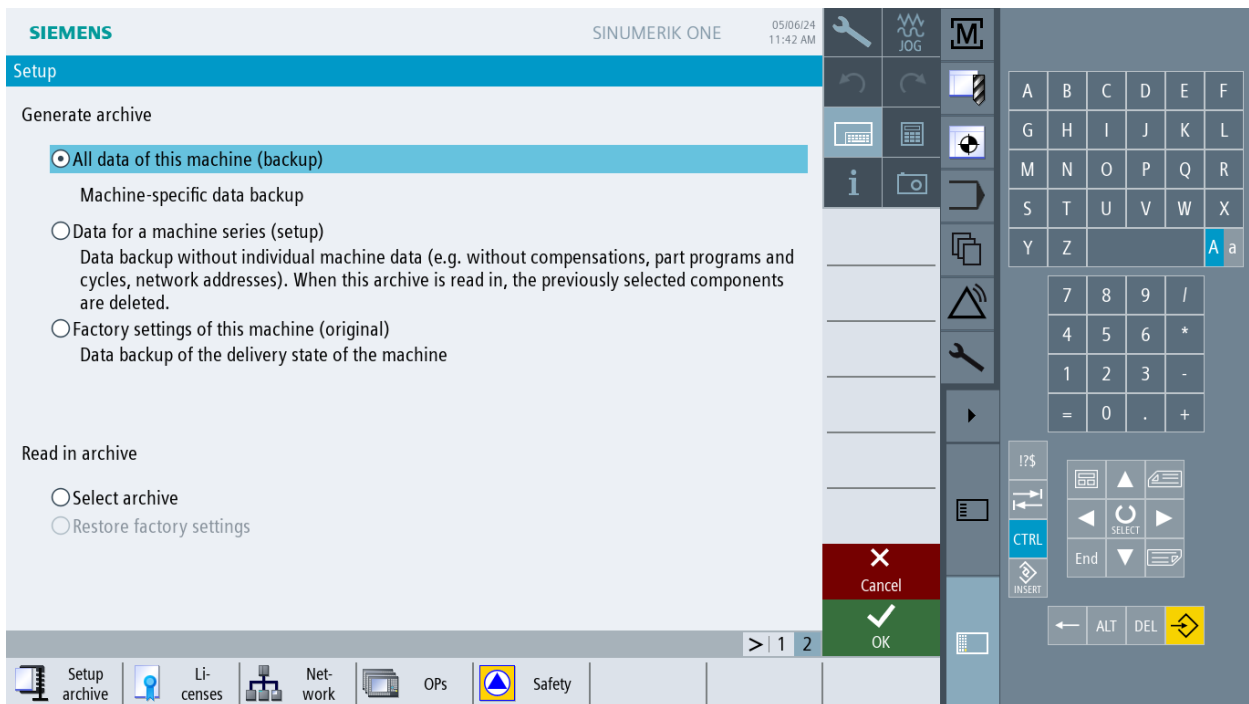 SIEMENS
SINUMERIK ONE
05/06/24
11:42 AM
JOG
M
Setup
Generate archive
All data of this machine (backup)
Machine-specific data backup
Data for a machine series (setup)
Data backup without individual machine data (e.g. without compensations, part programs and
cycles, network addresses). When this archive is read in, the previously selected components
are deleted.
Factory settings of this machine (original)
Data backup of the delivery state of the machine
Read in archive
Select archive
Restore factory settings
i
Cancel
OK
> 1 2
Setup
archive
Li-
censes
Net-
work
OPs
Safety
A B C D E F
G H I J K L
M N O P Q R
S T U V W X
Y Z A a
7 8 9 /
4 5 6 *
1 2 3 -
= 0 . +
!?$
SELECT
CTRL
End
INSERT
ALT DEL